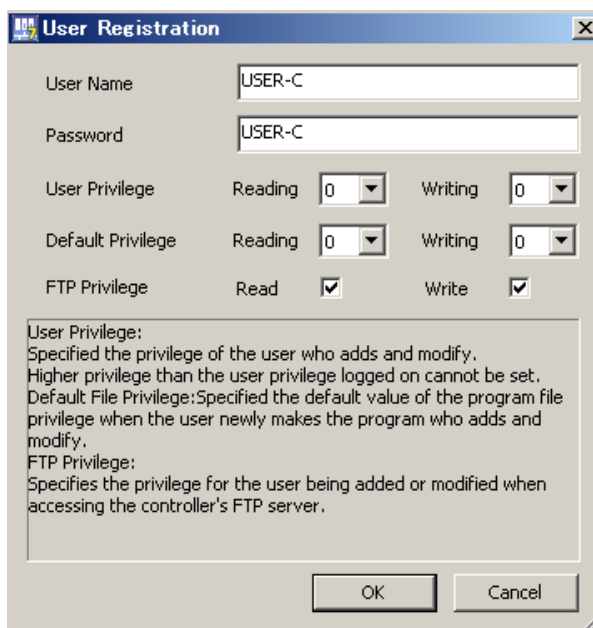 User Registration
User Name USER-C
Password USER-C
User Privilege Reading 0 Writing 0
Default Privilege Reading 0 Writing 0
FTP Privilege Read Write
User Privilege:
Specified the privilege of the user who adds and modify.
Higher privilege than the user privilege logged on cannot be set.
Default File Privilege:Specified the default value of the program file
privilege when the user newly makes the program who adds and
modify.
FTP Privilege:
Specifies the privilege for the user being added or modified when
accessing the controller's FTP server.
OK Cancel